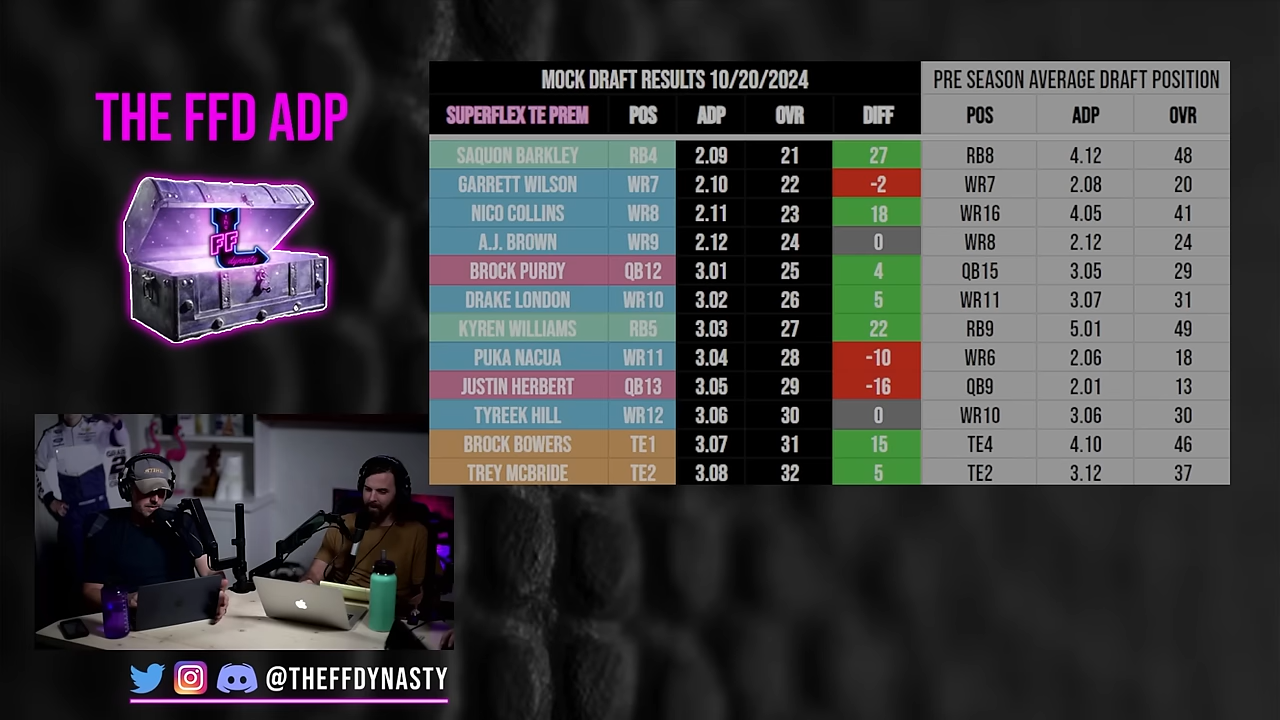 THE FFD ADP
FF
dynasty
MOCK DRAFT RESULTS 10/20/2024 PRE SEASON AVERAGE DRAFT POSITION
SUPERFLEX TE PREM POS ADP OVR DIFF POS ADP OVR
SAQUON BARKLEY RB4 2.09 21 27 RB8 4.12 48
GARRETT WILSON WR7 2.10 22 -2 WR7 2.08 20
NICO COLLINS WR8 2.11 23 18 WR16 4.05 41
A.J. BROWN WR9 2.12 24 0 WR8 2.12 24
BROCK PURDY QB12 3.01 25 4 QB15 3.05 29
DRAKE LONDON WR10 3.02 26 5 WR11 3.07 31
KYREN WILLIAMS RB5 3.03 27 22 RB9 5.01 49
PUKA NACUA WR11 3.04 28 -10 WR6 2.06 18
JUSTIN HERBERT QB13 3.05 29 -16 QB9 2.01 13
TYREEK HILL WR12 3.06 30 0 WR10 3.06 30
BROCK BOWERS TE1 3.07 31 15 TE4 4.10 46
TREY MCBRIDE TE2 3.08 32 5 TE2 3.12 37
@THEFFDYNASTY